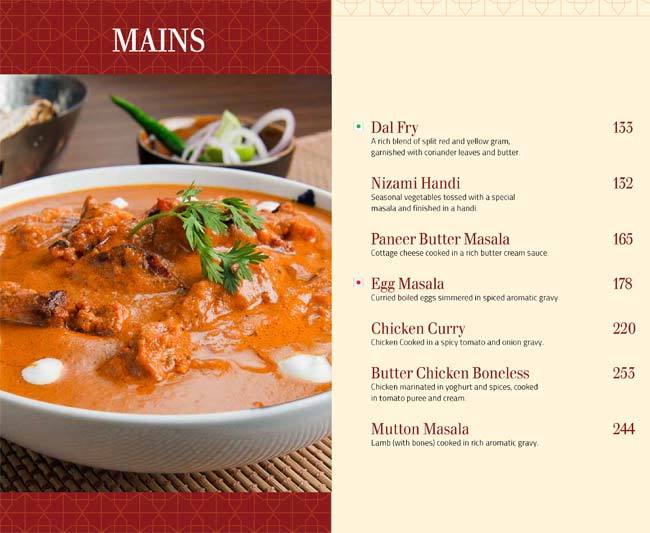 MAINS
Dal Fry 133
A rich blend of split red and yellow gram,
garnished with coriander leaves and butter.
Nizami Handi 132
Seasonal vegetables tossed with a special
masala and finished in a handi.
Paneer Butter Masala 165
Cottage cheese cooked in a rich butter cream sauce.
Egg Masala 178
Curried boiled eggs simmered in spiced aromatic gravy.
Chicken Curry 220
Chicken Cooked in a spicy tomato and onion gravy.
Butter Chicken Boneless 253
Chicken marinated in yoghurt and spices, cooked
in tomato puree and cream.
Mutton Masala 244
Lamb (with bones) cooked in rich aromatic gravy.